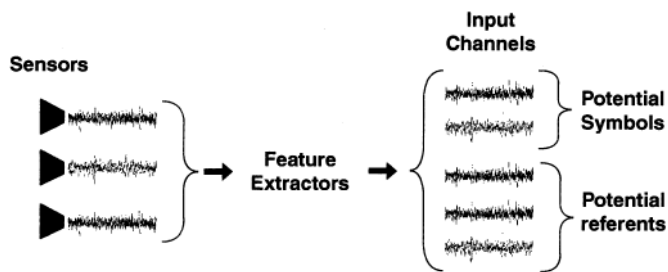 Sensors
Feature
Extractors
Input
Channels
Potential
Symbols
Potential
referents